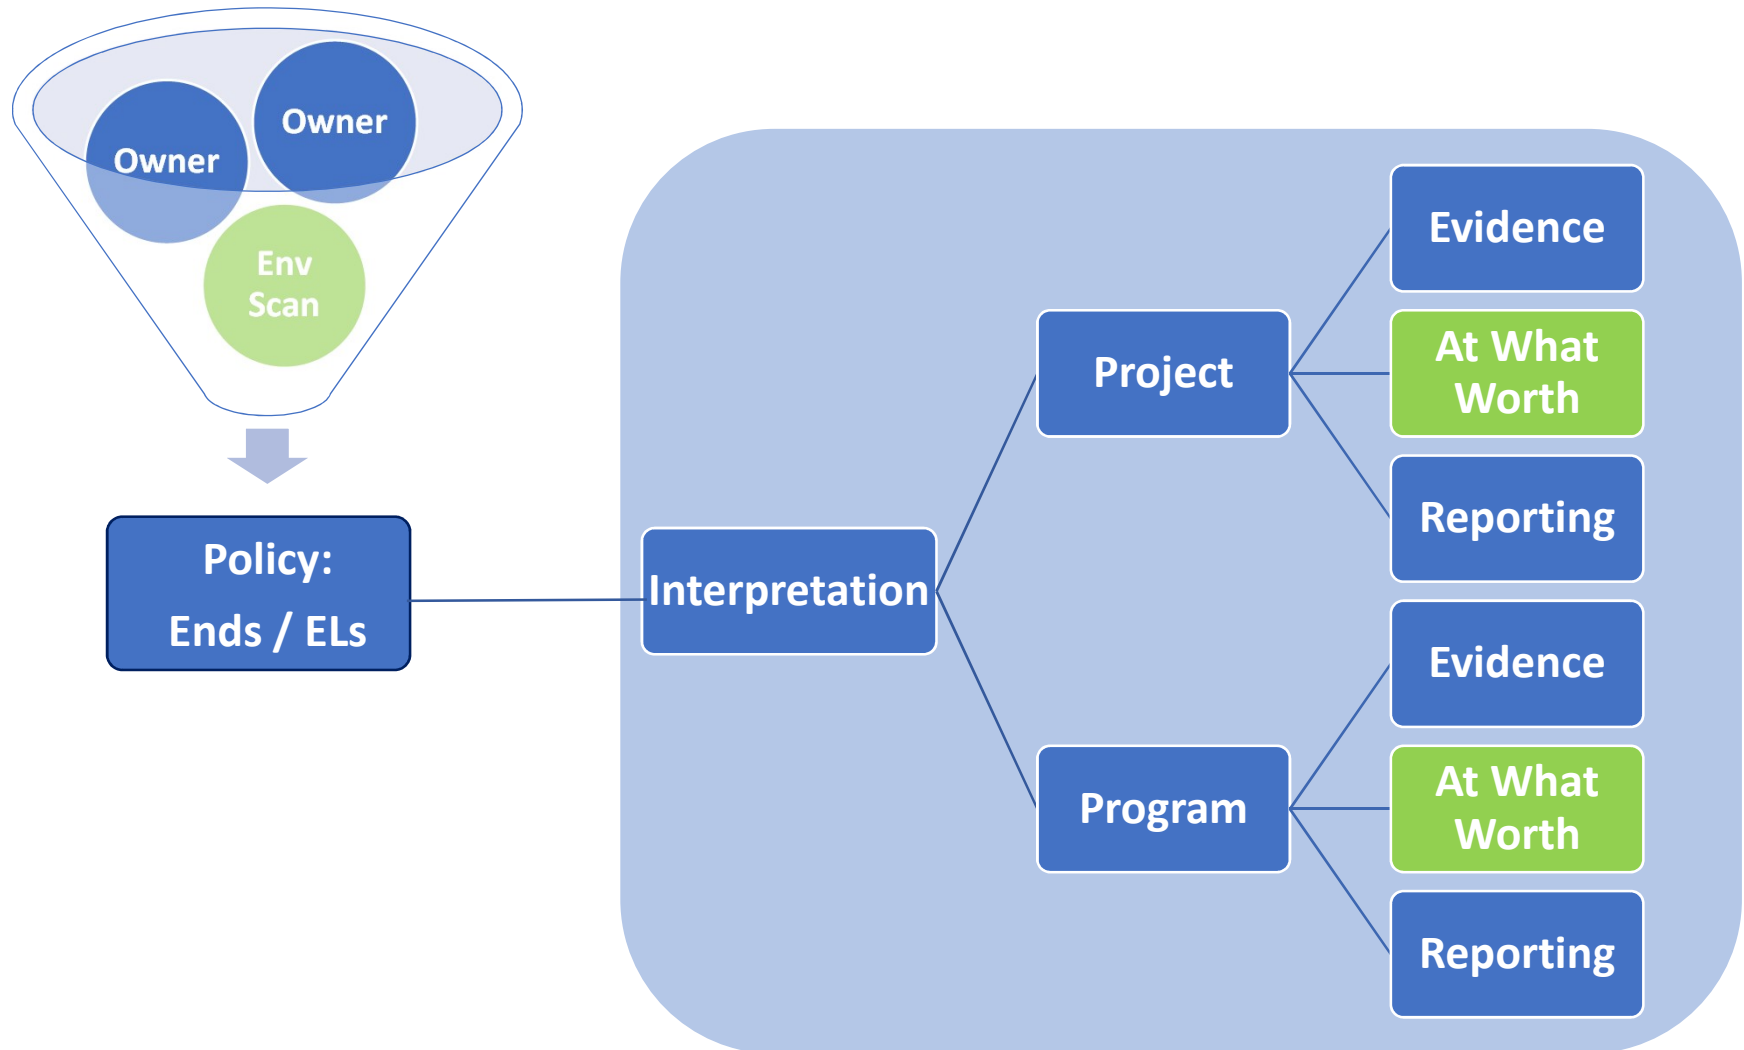 Owner
Owner
Env
Scan
Policy:
Ends / ELs
Interpretation
Project
Evidence
At What
Worth
Reporting
Program
Evidence
At What
Worth
Reporting